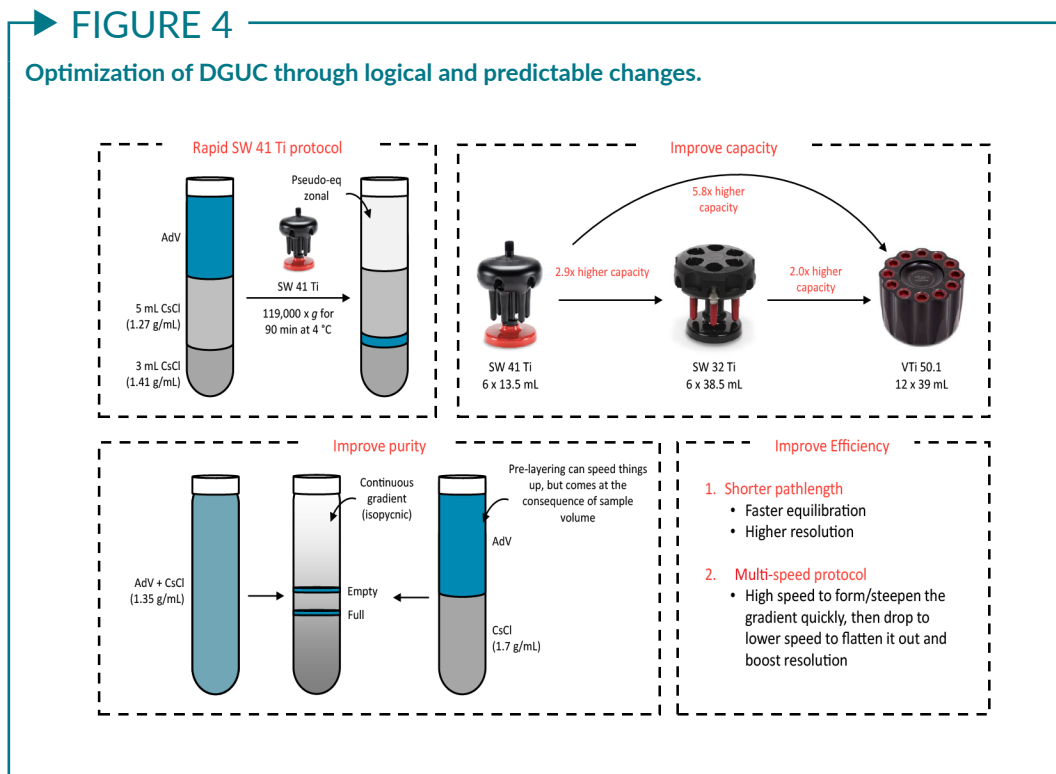 FIGURE 4
Optimization of DGUC through logical and predictable changes.
Rapid SW 41 Ti protocol
Pseudo-eq
zonal
AdV
SW 41 Ti
119,000 x g for
90 min at 4 °C
5 mL CsCl
(1.27 g/mL)
3 mL CsCl
(1.41 g/mL)
Improve capacity
5.8x higher
capacity
2.9x higher capacity
2.0x higher
capacity
SW 41 Ti
6 x 13.5 mL
SW 32 Ti
6 x 38.5 mL
VTi 50.1
12 x 39 mL
Improve purity
Continuous
gradient
(isopycnic)
Pre-layering can speed things
up, but comes at the
consequence of sample
volume
AdV
AdV + CsCl
(1.35 g/mL)
Empty
Full
CsCl
(1.7 g/mL)
Improve Efficiency
1. Shorter pathlength
• Faster equilibration
• Higher resolution
2. Multi-speed protocol
• High speed to form/steepen the
gradient quickly, then drop to
lower speed to flatten it out and
boost resolution